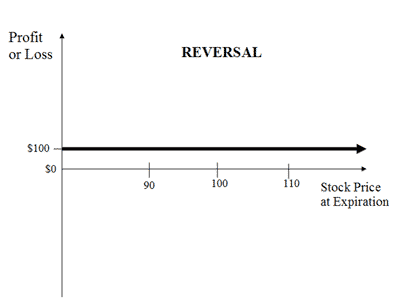 Profit
or Loss
REVERSAL
$100
$0
90
100
110
Stock Price
at Expiration